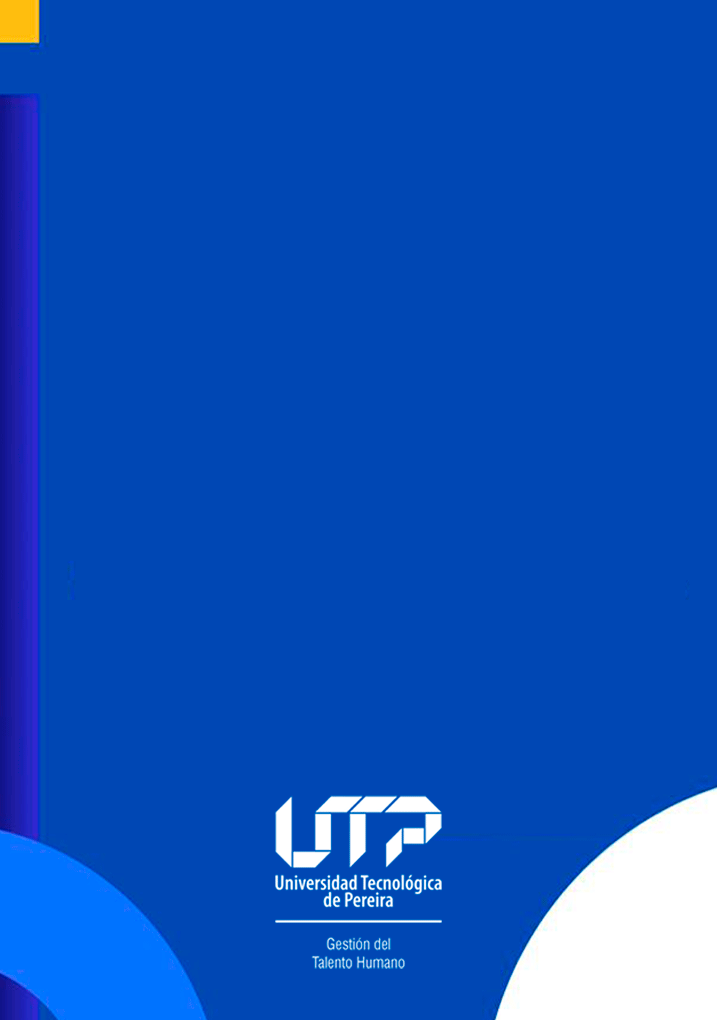 UTP
Universidad Tecnológica
de Pereira
Gestión del
Talento Humano